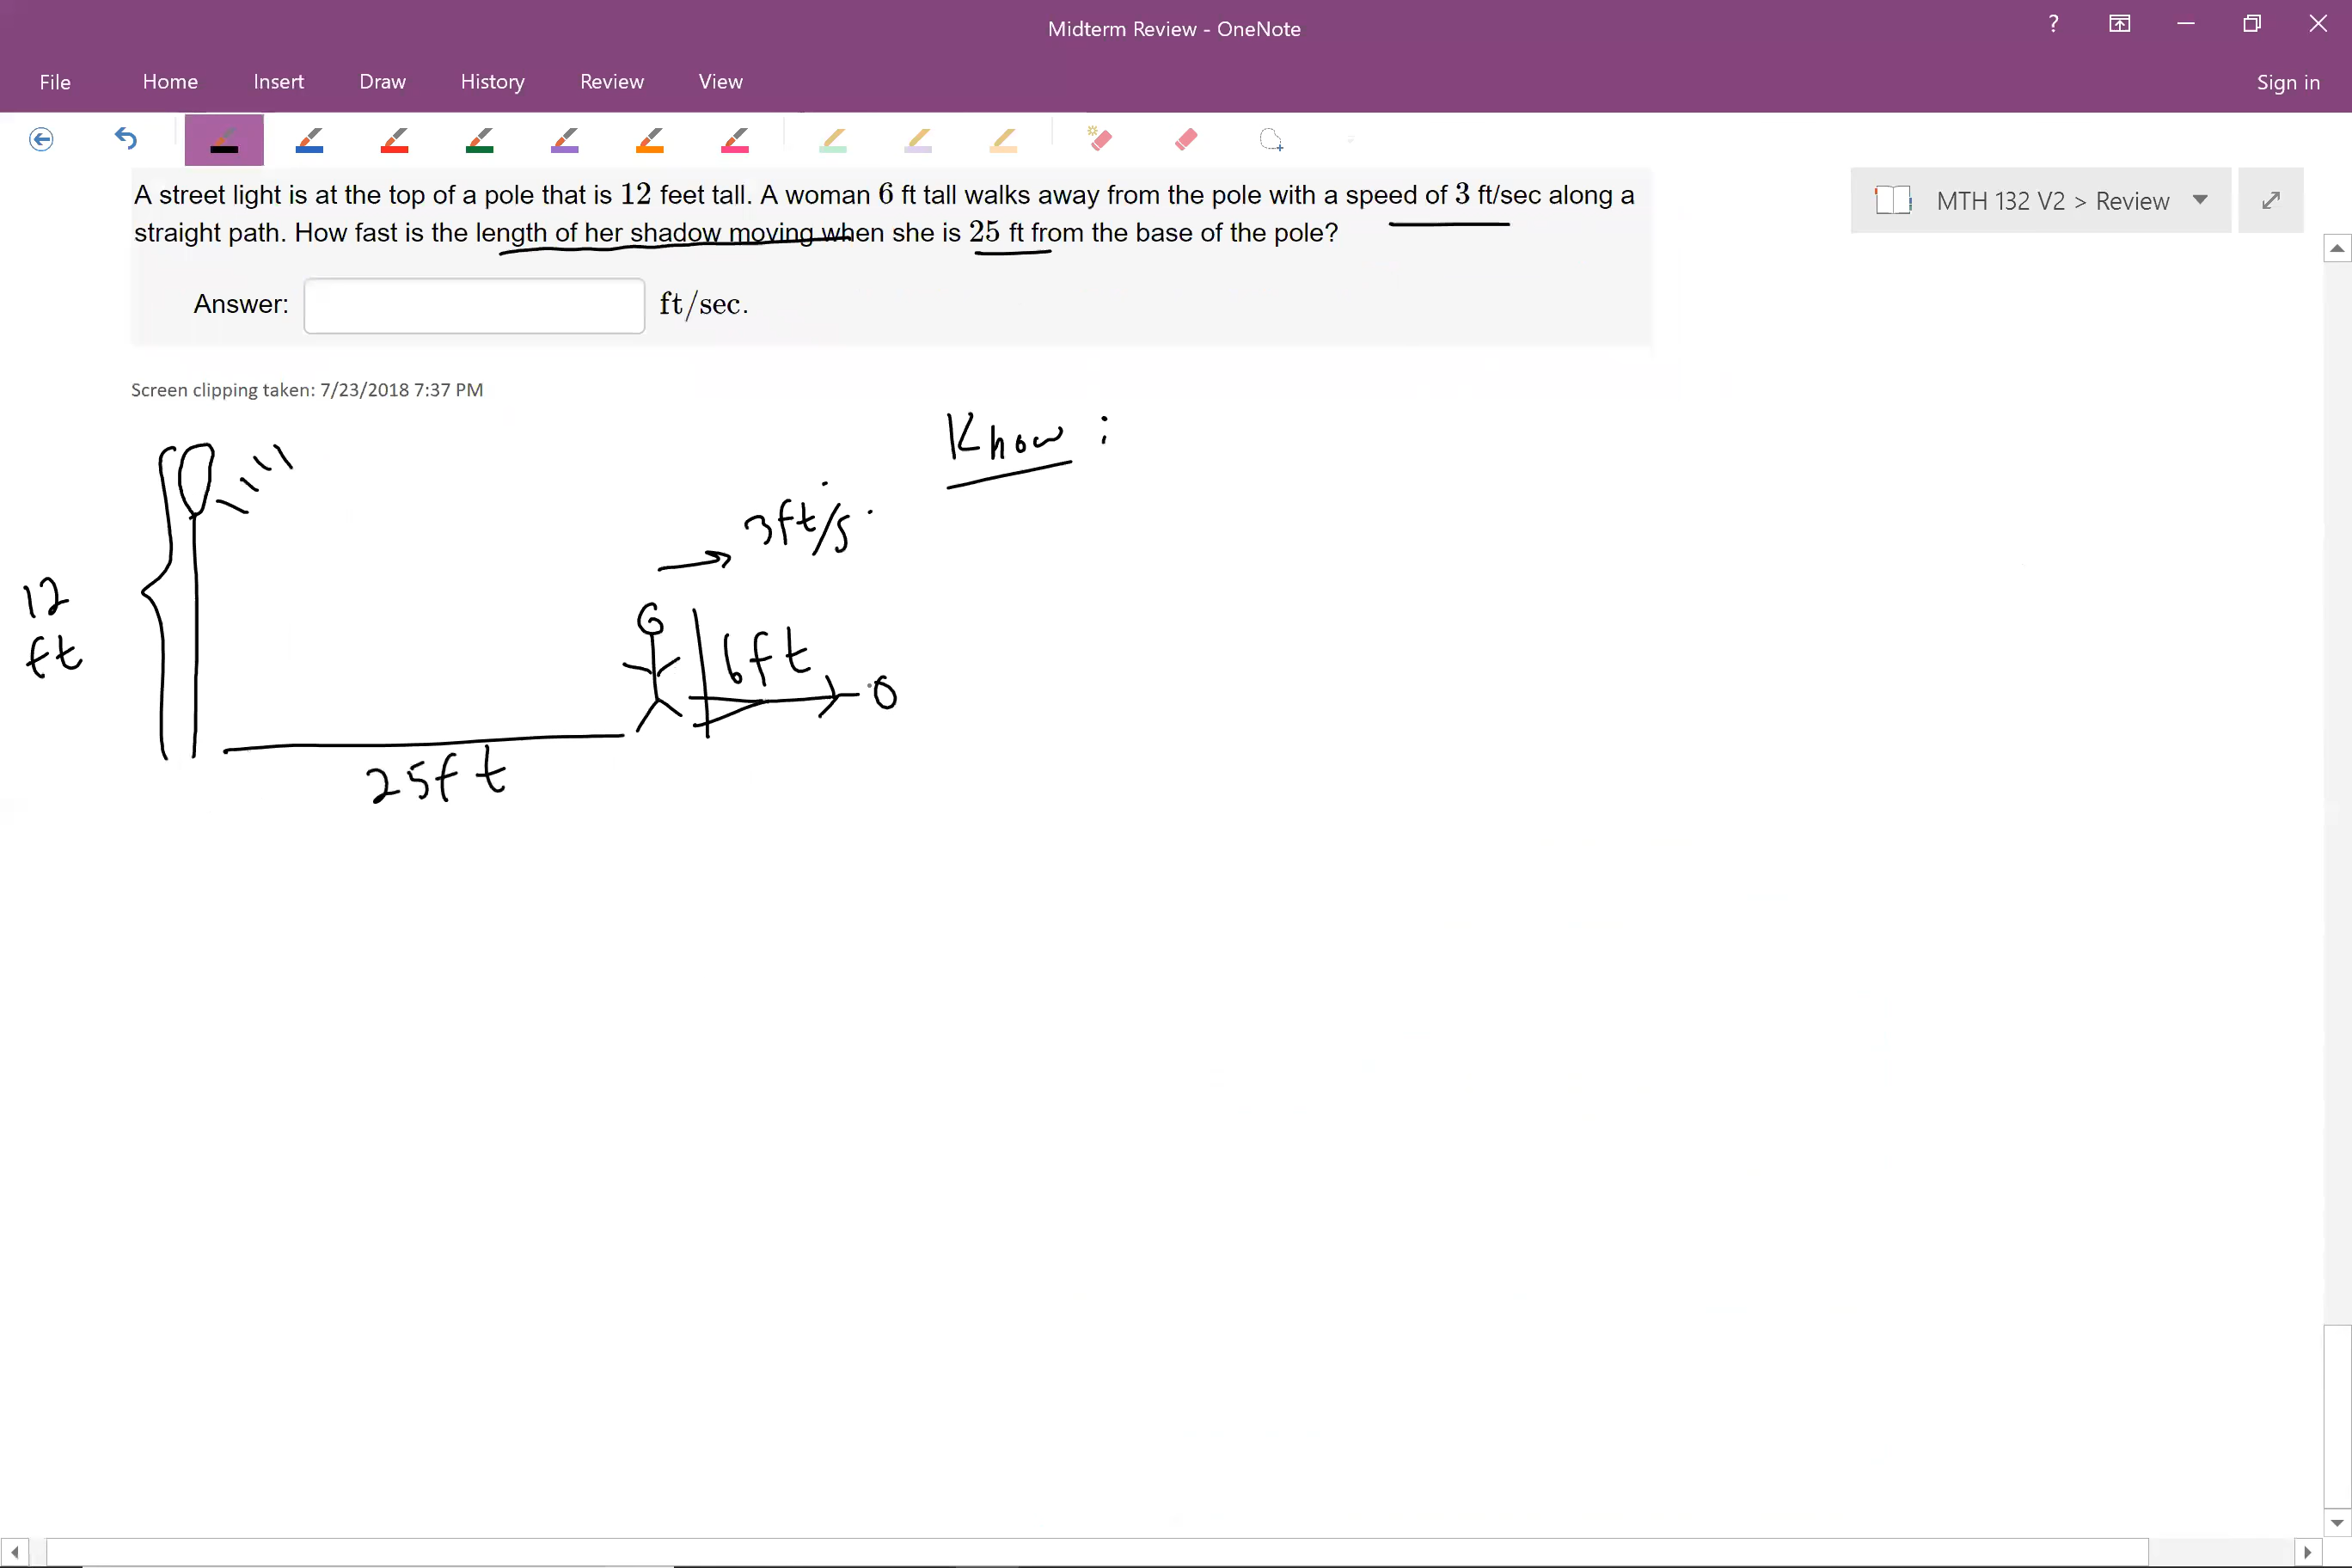 Midterm Review - OneNote
?
File Home Insert Draw History Review View Sign in
A street light is at the top of a pole that is 12 feet tall. A woman 6 ft tall walks away from the pole with a speed of 3 ft/sec along a
straight path. How fast is the length of her shadow moving when she is 25 ft from the base of the pole?
MTH 132 V2 > Review
Answer: ft/sec.
Screen clipping taken: 7/23/2018 7:37 PM
Know :
3ft/s
12
ft
6ft
25ft